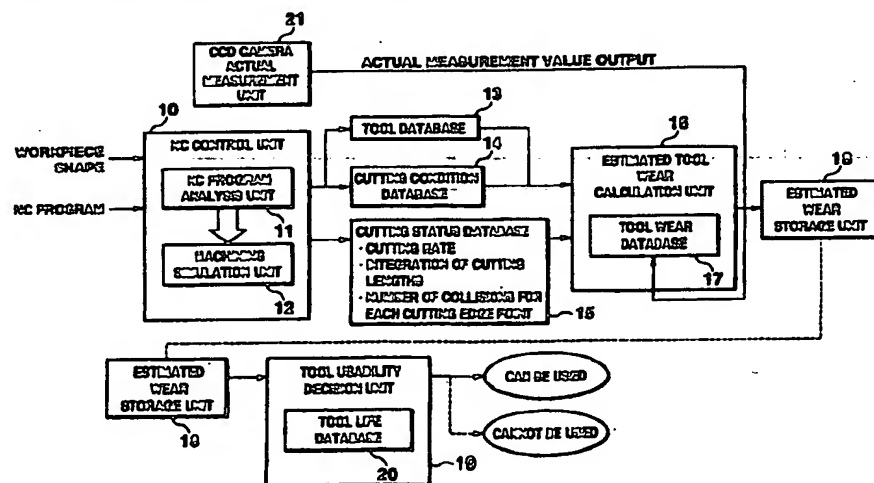 21
CCD CAMERA
ACTUAL
MEASUREMENT
UNIT
ACTUAL MEASUREMENT VALUE OUTPUT
10
WORKPIECE
SHAPE
NC PROGRAM
NC CONTROL UNIT
NC PROGRAM
ANALYSIS UNIT
11
MACHINING
SIMULATION UNIT
12
13
TOOL DATABASE
14
CUTTING CONDITION
DATABASE
CUTTING STATUS DATABASE
· CUTTING RATE
· INTEGRATION OF CUTTING
LENGTHS
· NUMBER OF COLLISIONS FOR
EACH CUTTING EDGE POINT
15
16
ESTIMATED TOOL
WEAR
CALCULATION UNIT
TOOL WEAR
DATABASE
17
ESTIMATED
WEAR
STORAGE UNIT
ESTIMATED
WEAR
STORAGE UNIT
TOOL USABILITY
DECISION UNIT
TOOL LIFE
DATABASE
20
19
CAN BE USED
CANNOT BE USED